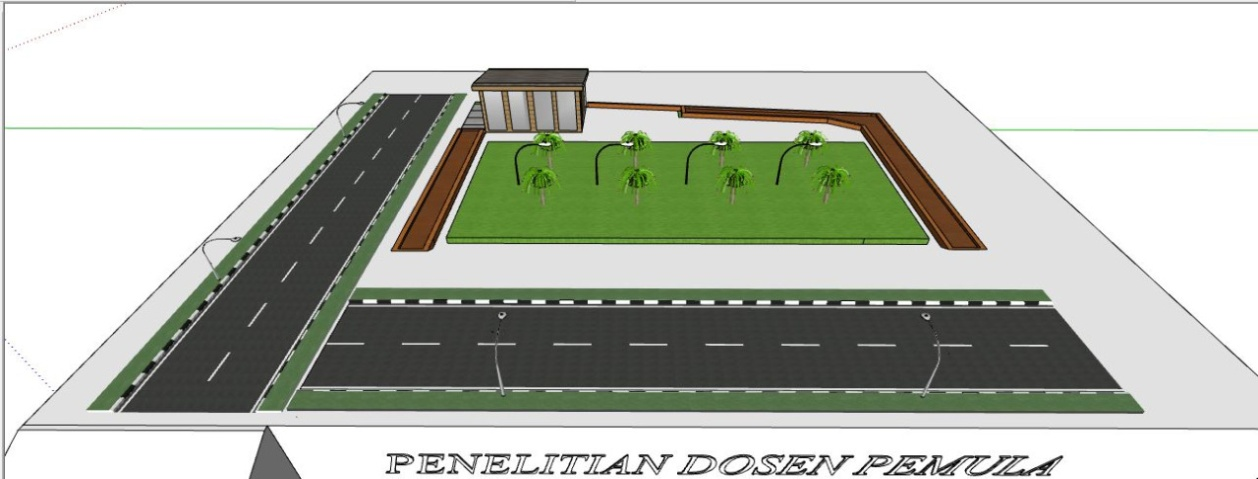 PENELITIAN DOSEN PEMULA